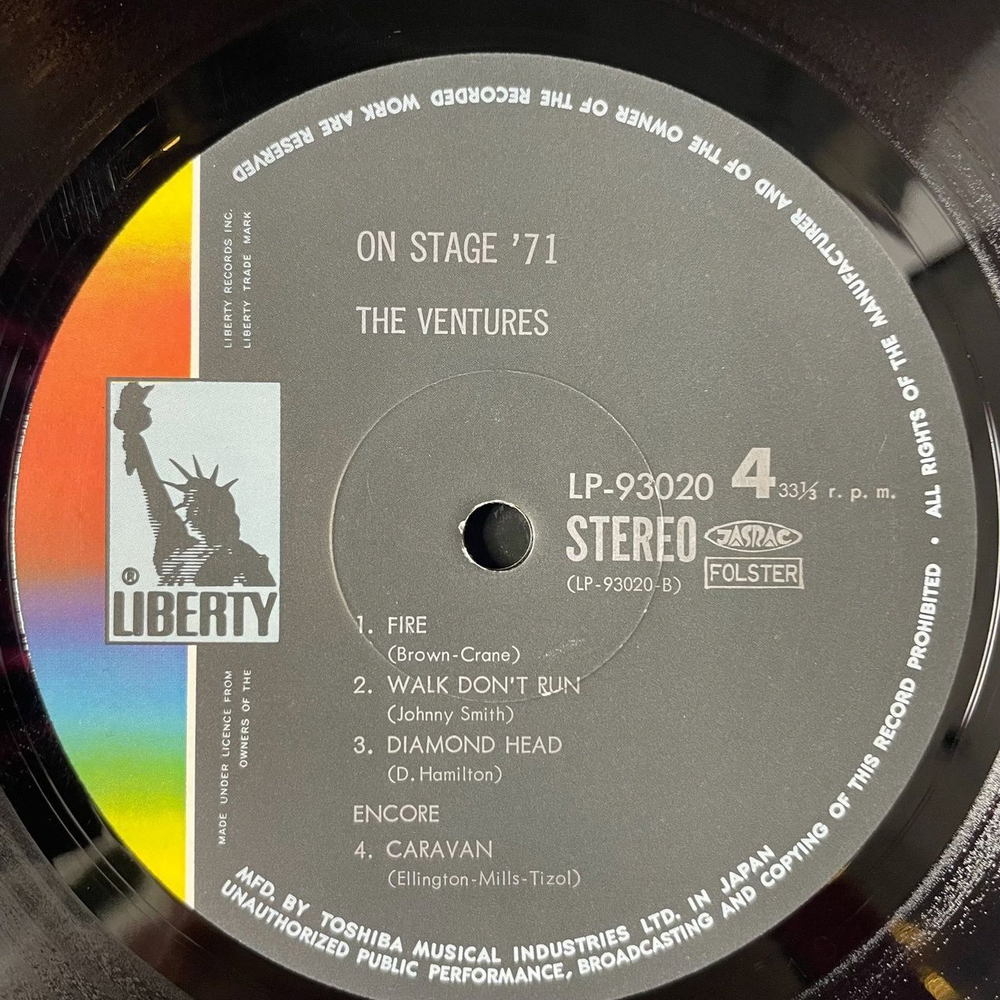 ON STAGE '71
THE VENTURES
LIBERTY RECORDS INC.
LIBERTY TRADE MARK
®
LIBERTY
MADE UNDER LICENCE FROM
OWNERS OF THE
LP-93020 4 33⅓ r. p. m.
STEREO JASRAC
(LP-93020-B) FOLSTER
1. FIRE
(Brown-Crane)
2. WALK DON'T RUN
(Johnny Smith)
3. DIAMOND HEAD
(D. Hamilton)
ENCORE
4. CARAVAN
(Ellington-Mills-Tizol)
MFD. BY TOSHIBA MUSICAL INDUSTRIES LTD. IN JAPAN
UNAUTHORIZED PUBLIC PERFORMANCE, BROADCASTING AND COPYING OF THIS RECORD PROHIBITED • ALL RIGHTS OF THE MANUFACTURER AND OF THE OWNER OF THE RECORDED WORK ARE RESERVED